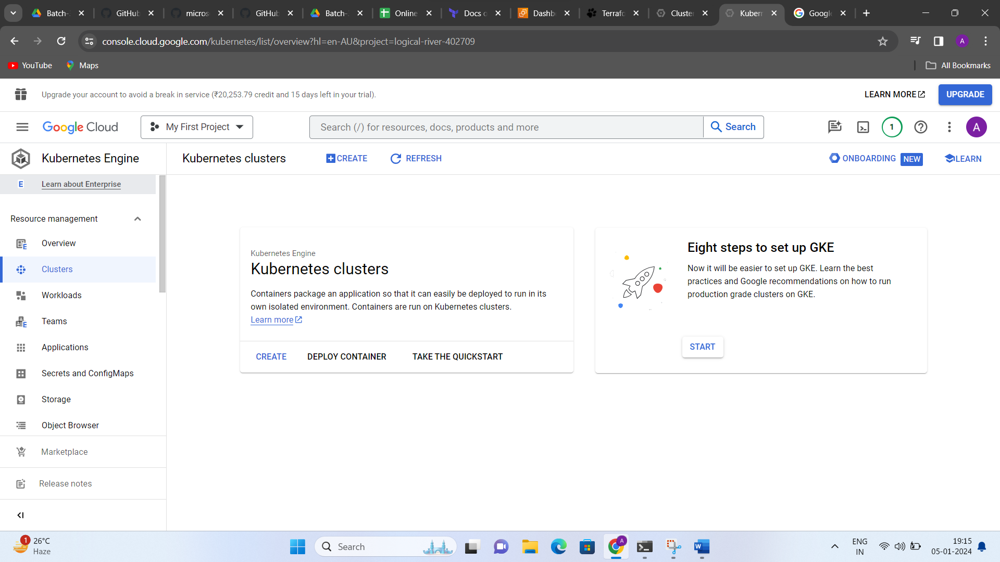 Batch-
GitHub
micros
GitHub
Batch-
Online
Docs o
Dashb
Terrafo
Cluster
Kubern
Google
console.cloud.google.com/kubernetes/list/overview?hl=en-AU&project=logical-river-402709
A
YouTube
Maps
All Bookmarks
Upgrade your account to avoid a break in service (₹20,253.79 credit and 15 days left in your trial).
LEARN MORE
UPGRADE
Google Cloud
My First Project
Search (/) for resources, docs, products and more
Search
1
A
Kubernetes Engine
Kubernetes clusters
CREATE
REFRESH
ONBOARDING NEW
LEARN
E Learn about Enterprise
Resource management
Overview
Clusters
Workloads
Teams
Applications
Secrets and ConfigMaps
Storage
Object Browser
Marketplace
Release notes
Kubernetes Engine
Kubernetes clusters
Containers package an application so that it can easily be deployed to run in its
own isolated environment. Containers are run on Kubernetes clusters.
Learn more
CREATE
DEPLOY CONTAINER
TAKE THE QUICKSTART
Eight steps to set up GKE
Now it will be easier to set up GKE. Learn the best
practices and Google recommendations on how to run
production grade clusters on GKE.
START
1
26°C
Haze
Search
A
W
ENG
IN
19:15
05-01-2024